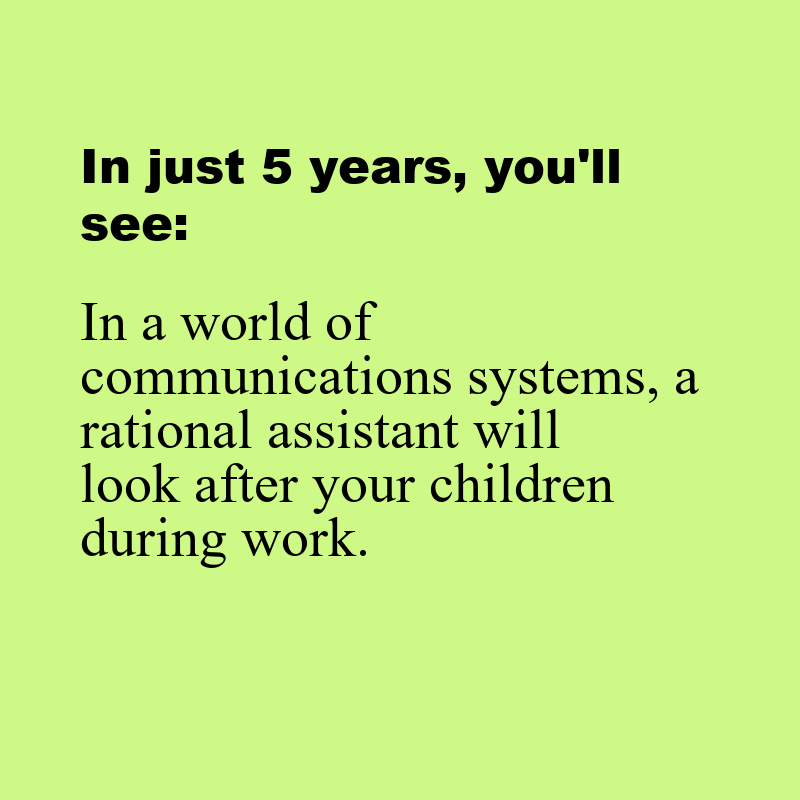 In just 5 years, you'll
see:
In a world of
communications systems, a
rational assistant will
look after your children
during work.